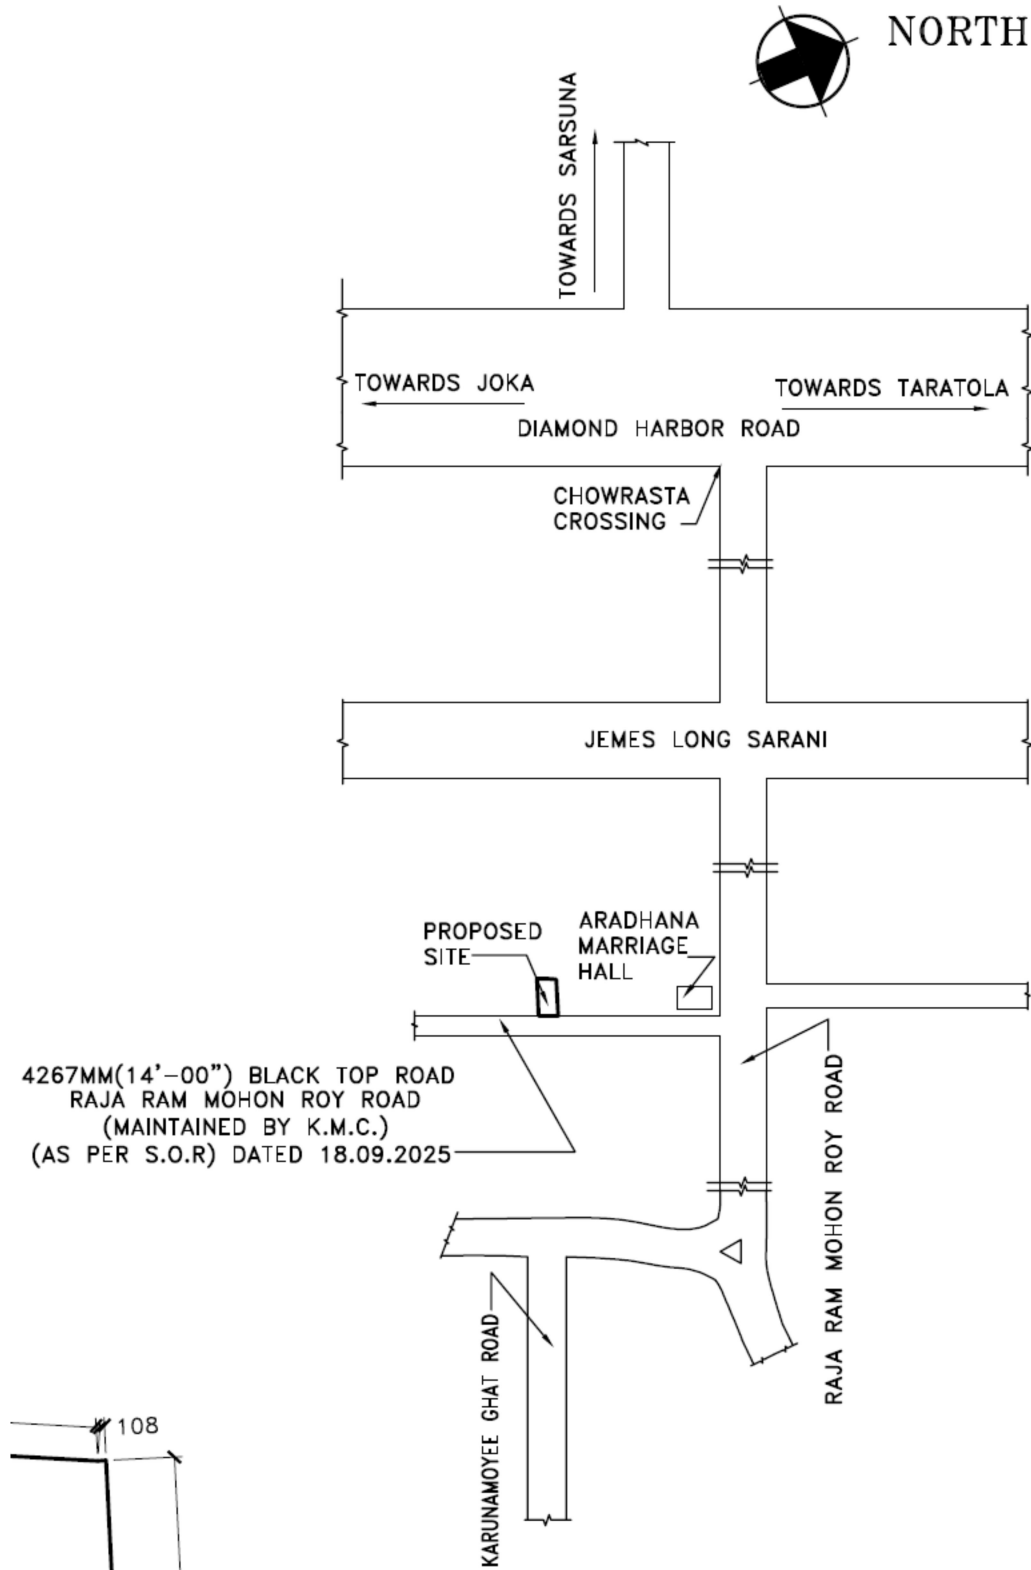 NORTH
TOWARDS SARSUNA
TOWARDS JOKA
TOWARDS TARATOLA
DIAMOND HARBOR ROAD
CHOWRASTA
CROSSING
JEMES LONG SARANI
PROPOSED
SITE
ARADHANA
MARRIAGE
HALL
4267MM(14'-00") BLACK TOP ROAD
RAJA RAM MOHON ROY ROAD
(MAINTAINED BY K.M.C.)
(AS PER S.O.R) DATED 18.09.2025
RAJA RAM MOHON ROY ROAD
KARUNAMOYEE GHAT ROAD
108